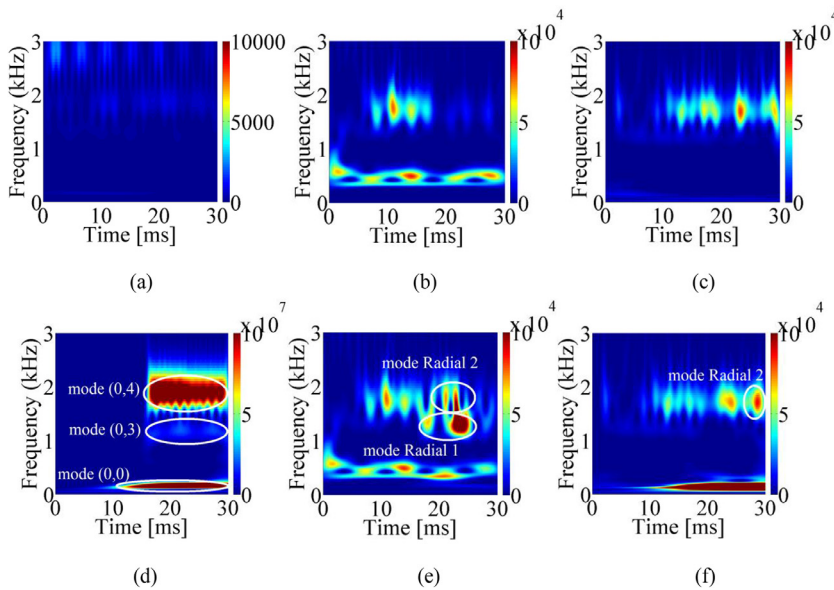 10000
5000
0
3
2
1
0
Frequency (kHz)
0 10 20 30
Time [ms]
(a)
x 10^4
10
5
0
3
2
1
0
Frequency (kHz)
0 10 20 30
Time [ms]
(b)
x 10^4
10
5
0
3
2
1
0
Frequency (kHz)
0 10 20 30
Time [ms]
(c)
x 10^7
10
5
0
3
2
1
0
Frequency (kHz)
mode (0,4)
mode (0,3)
mode (0,0)
0 10 20 30
Time [ms]
(d)
x 10^4
10
5
0
3
2
1
0
Frequency (kHz)
mode Radial 2
mode Radial 1
0 10 20 30
Time [ms]
(e)
x 10^4
10
5
0
3
2
1
0
Frequency (kHz)
mode Radial 2
0 10 20 30
Time [ms]
(f)